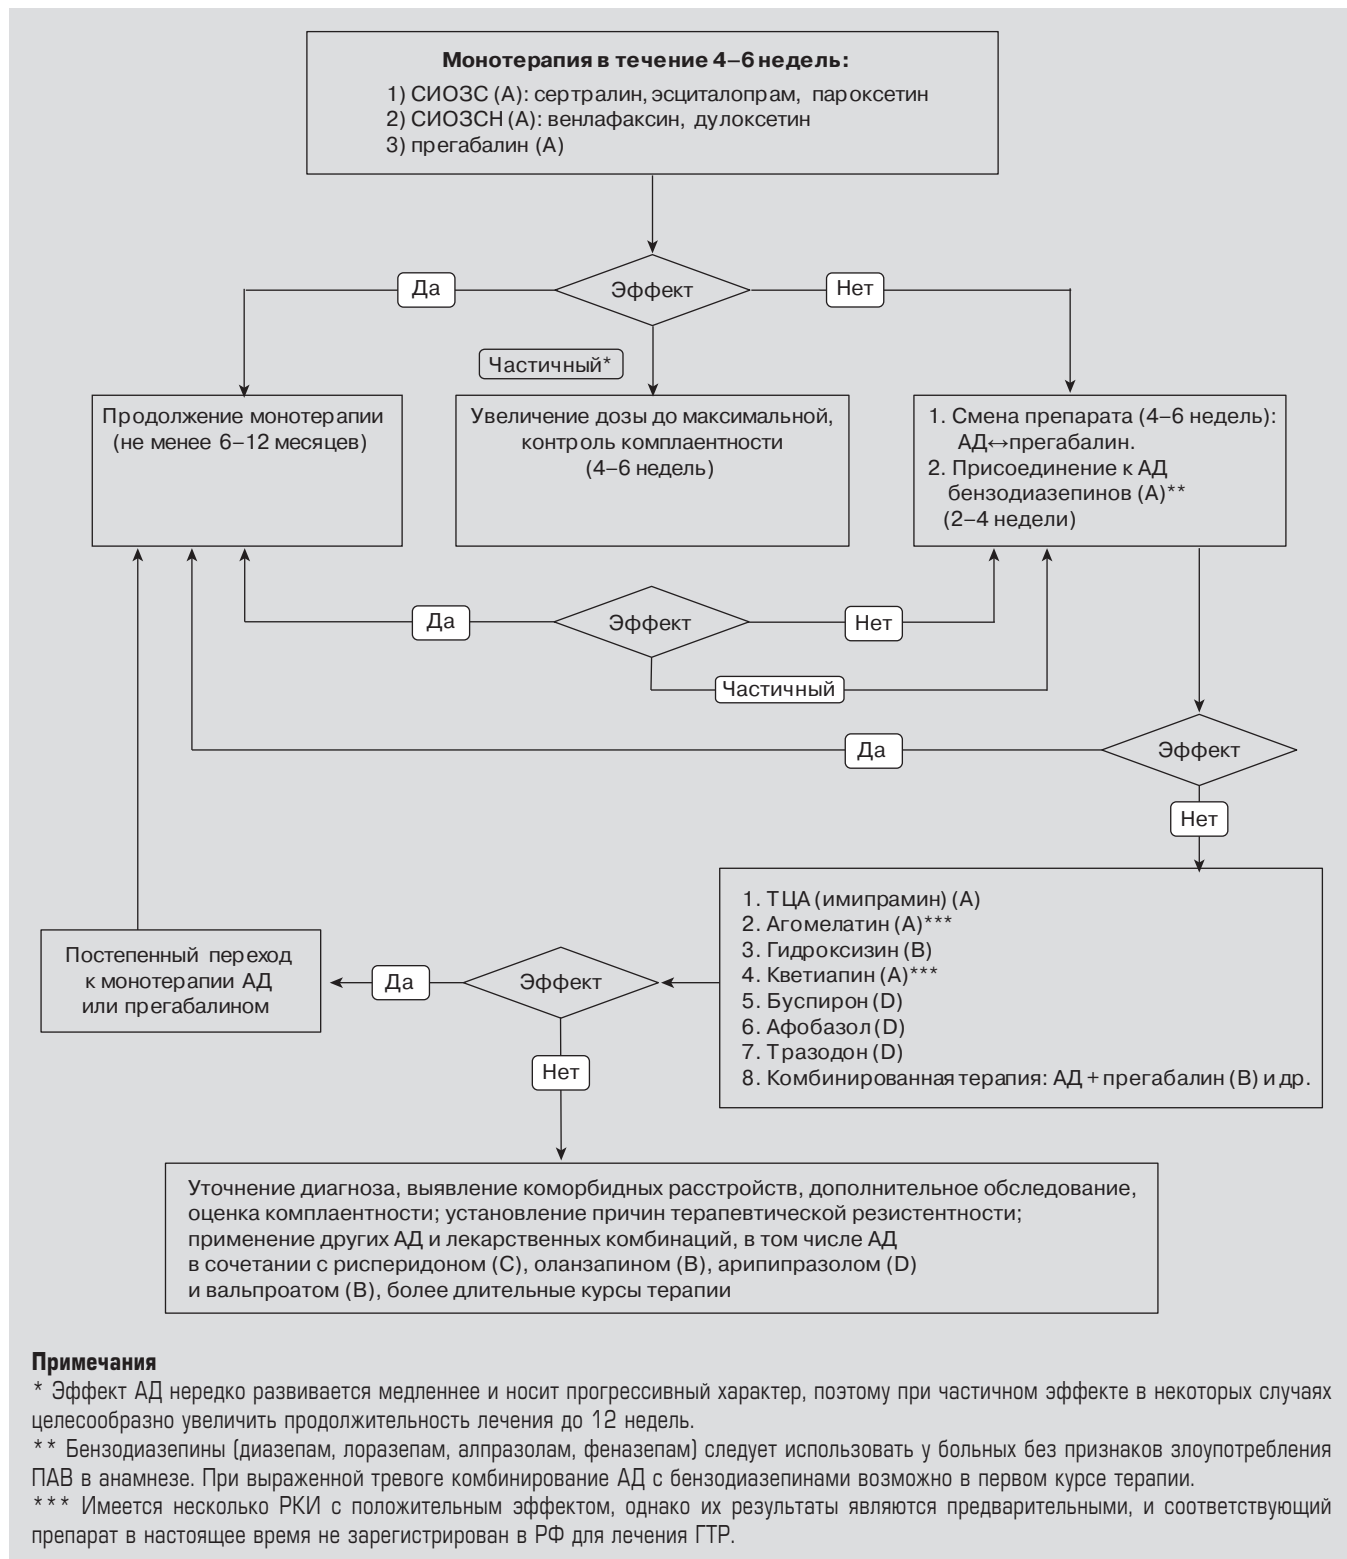 Монотерапия в течение 4–6 недель:
1) СИОЗС (А): сертралин, эсциталопрам, пароксетин
2) СИОЗСН (А): венлафаксин, дулоксетин
3) прегабалин (А)
Эффект
Да
Нет
Частичный*
Продолжение монотерапии
(не менее 6–12 месяцев)
Увеличение дозы до максимальной,
контроль комплаентности
(4–6 недель)
1. Смена препарата (4–6 недель):
АД↔прегабалин.
2. Присоединение к АД
бензодиазепинов (А)**
(2–4 недели)
Да
Эффект
Нет
Частичный
Да
Эффект
Нет
1. ТЦА (имипрамин) (А)
2. Агомелатин (А)***
3. Гидроксизин (В)
4. Кветиапин (А)***
5. Буспирон (D)
6. Афобазол (D)
7. Тразодон (D)
8. Комбинированная терапия: АД + прегабалин (В) и др.
Постепенный переход
к монотерапии АД
или прегабалином
Да
Эффект
Нет
Уточнение диагноза, выявление коморбидных расстройств, дополнительное обследование,
оценка комплаентности; установление причин терапевтической резистентности;
применение других АД и лекарственных комбинаций, в том числе АД
в сочетании с рисперидоном (С), оланзапином (В), арипипразолом (D)
и вальпроатом (В), более длительные курсы терапии
Примечания
* Эффект АД нередко развивается медленнее и носит прогрессивный характер, поэтому при частичном эффекте в некоторых случаях
целесообразно увеличить продолжительность лечения до 12 недель.
** Бензодиазепины (диазепам, лоразепам, алпразолам, феназепам) следует использовать у больных без признаков злоупотребления
ПАВ в анамнезе. При выраженной тревоге комбинирование АД с бензодиазепинами возможно в первом курсе терапии.
*** Имеется несколько РКИ с положительным эффектом, однако их результаты являются предварительными, и соответствующий
препарат в настоящее время не зарегистрирован в РФ для лечения ГТР.